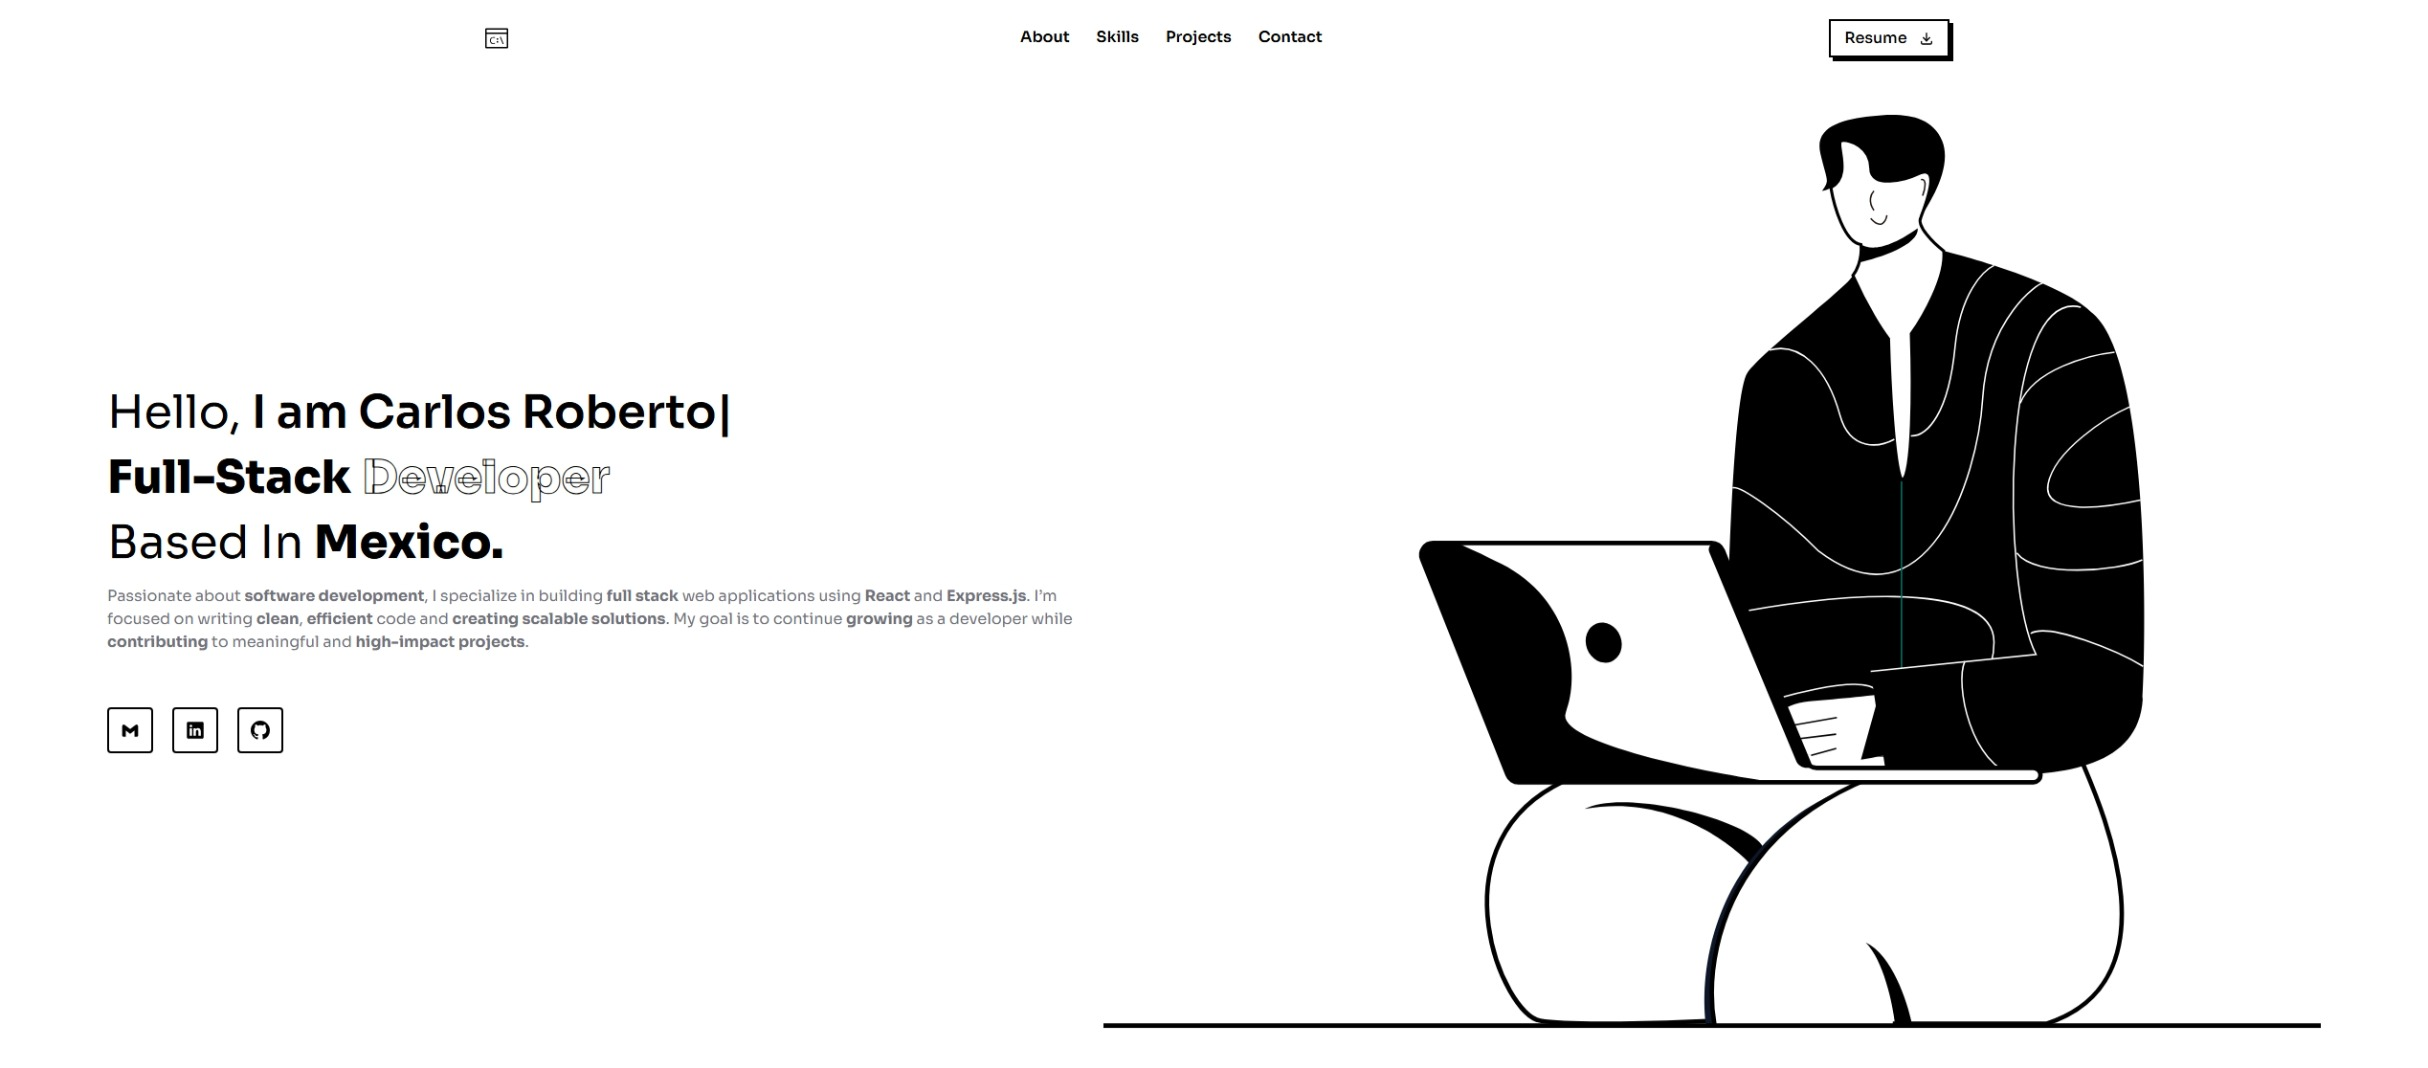 C:\
About Skills Projects Contact
Resume
Hello, I am Carlos Roberto|
Full-Stack Developer
Based In Mexico.
Passionate about software development, I specialize in building full stack web applications using React and Express.js. I'm
focused on writing clean, efficient code and creating scalable solutions. My goal is to continue growing as a developer while
contributing to meaningful and high-impact projects.
in